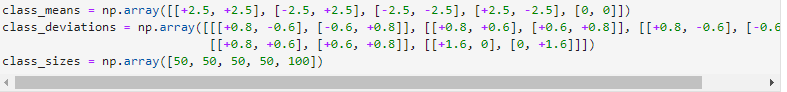 class_means = np.array([[+2.5, +2.5], [-2.5, +2.5], [-2.5, -2.5], [+2.5, -2.5], [0, 0]])
class_deviations = np.array([[[+0.8, -0.6], [-0.6, +0.8]], [[+0.8, +0.6], [+0.6, +0.8]], [[+0.8, -0.6], [-0.6
[[+0.8, +0.6], [+0.6, +0.8]], [[+1.6, 0], [0, +1.6]]])
class_sizes = np.array([50, 50, 50, 50, 100])